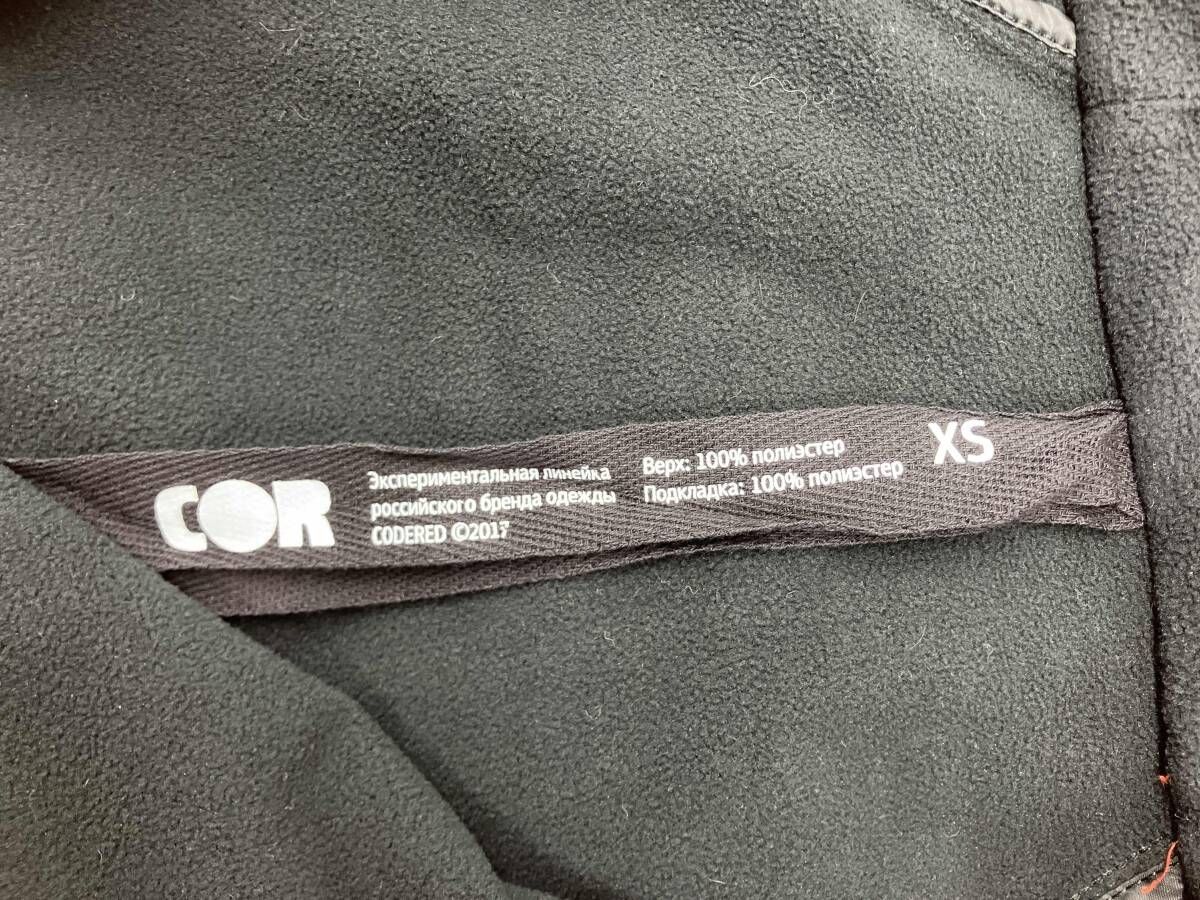 COR
Экспериментальная линейка
российского бренда одежды
CODERED ©2017
Верх: 100% полиэстер
Подкладка: 100% полиэстер
XS